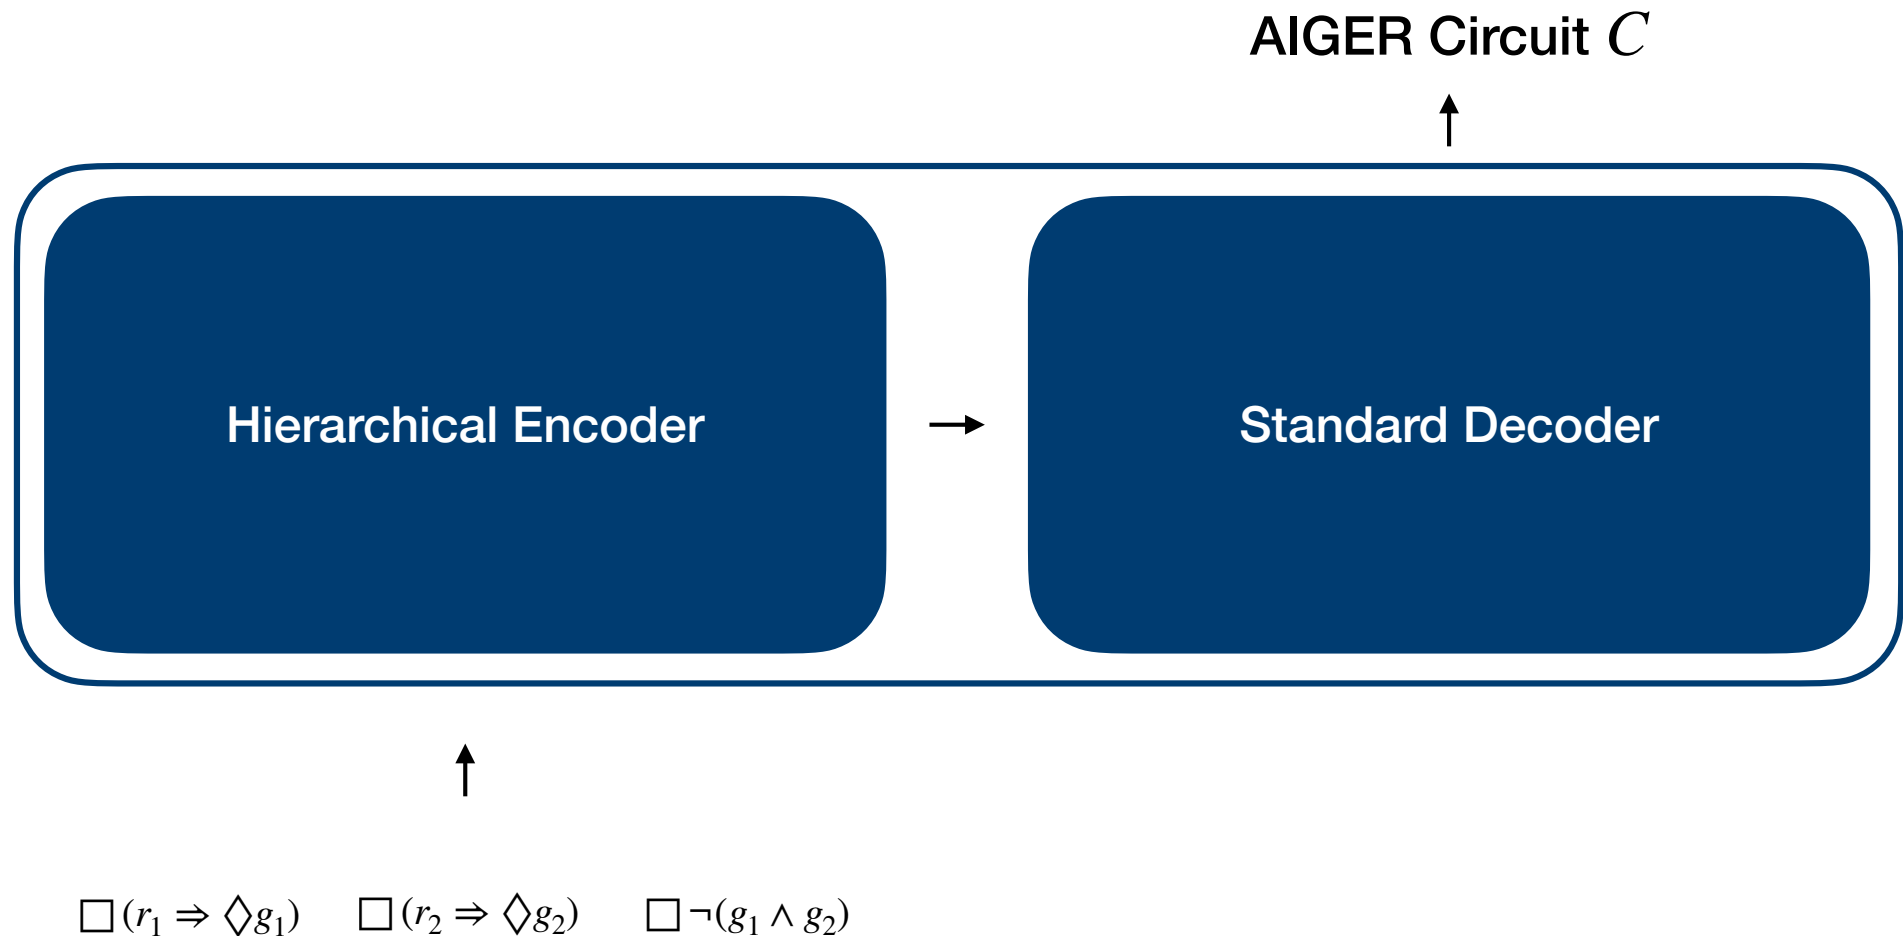 AIGER Circuit C
Hierarchical Encoder → Standard Decoder
□(r₁ ⇒ ◇g₁) □(r₂ ⇒ ◇g₂) □¬(g₁ ∧ g₂)